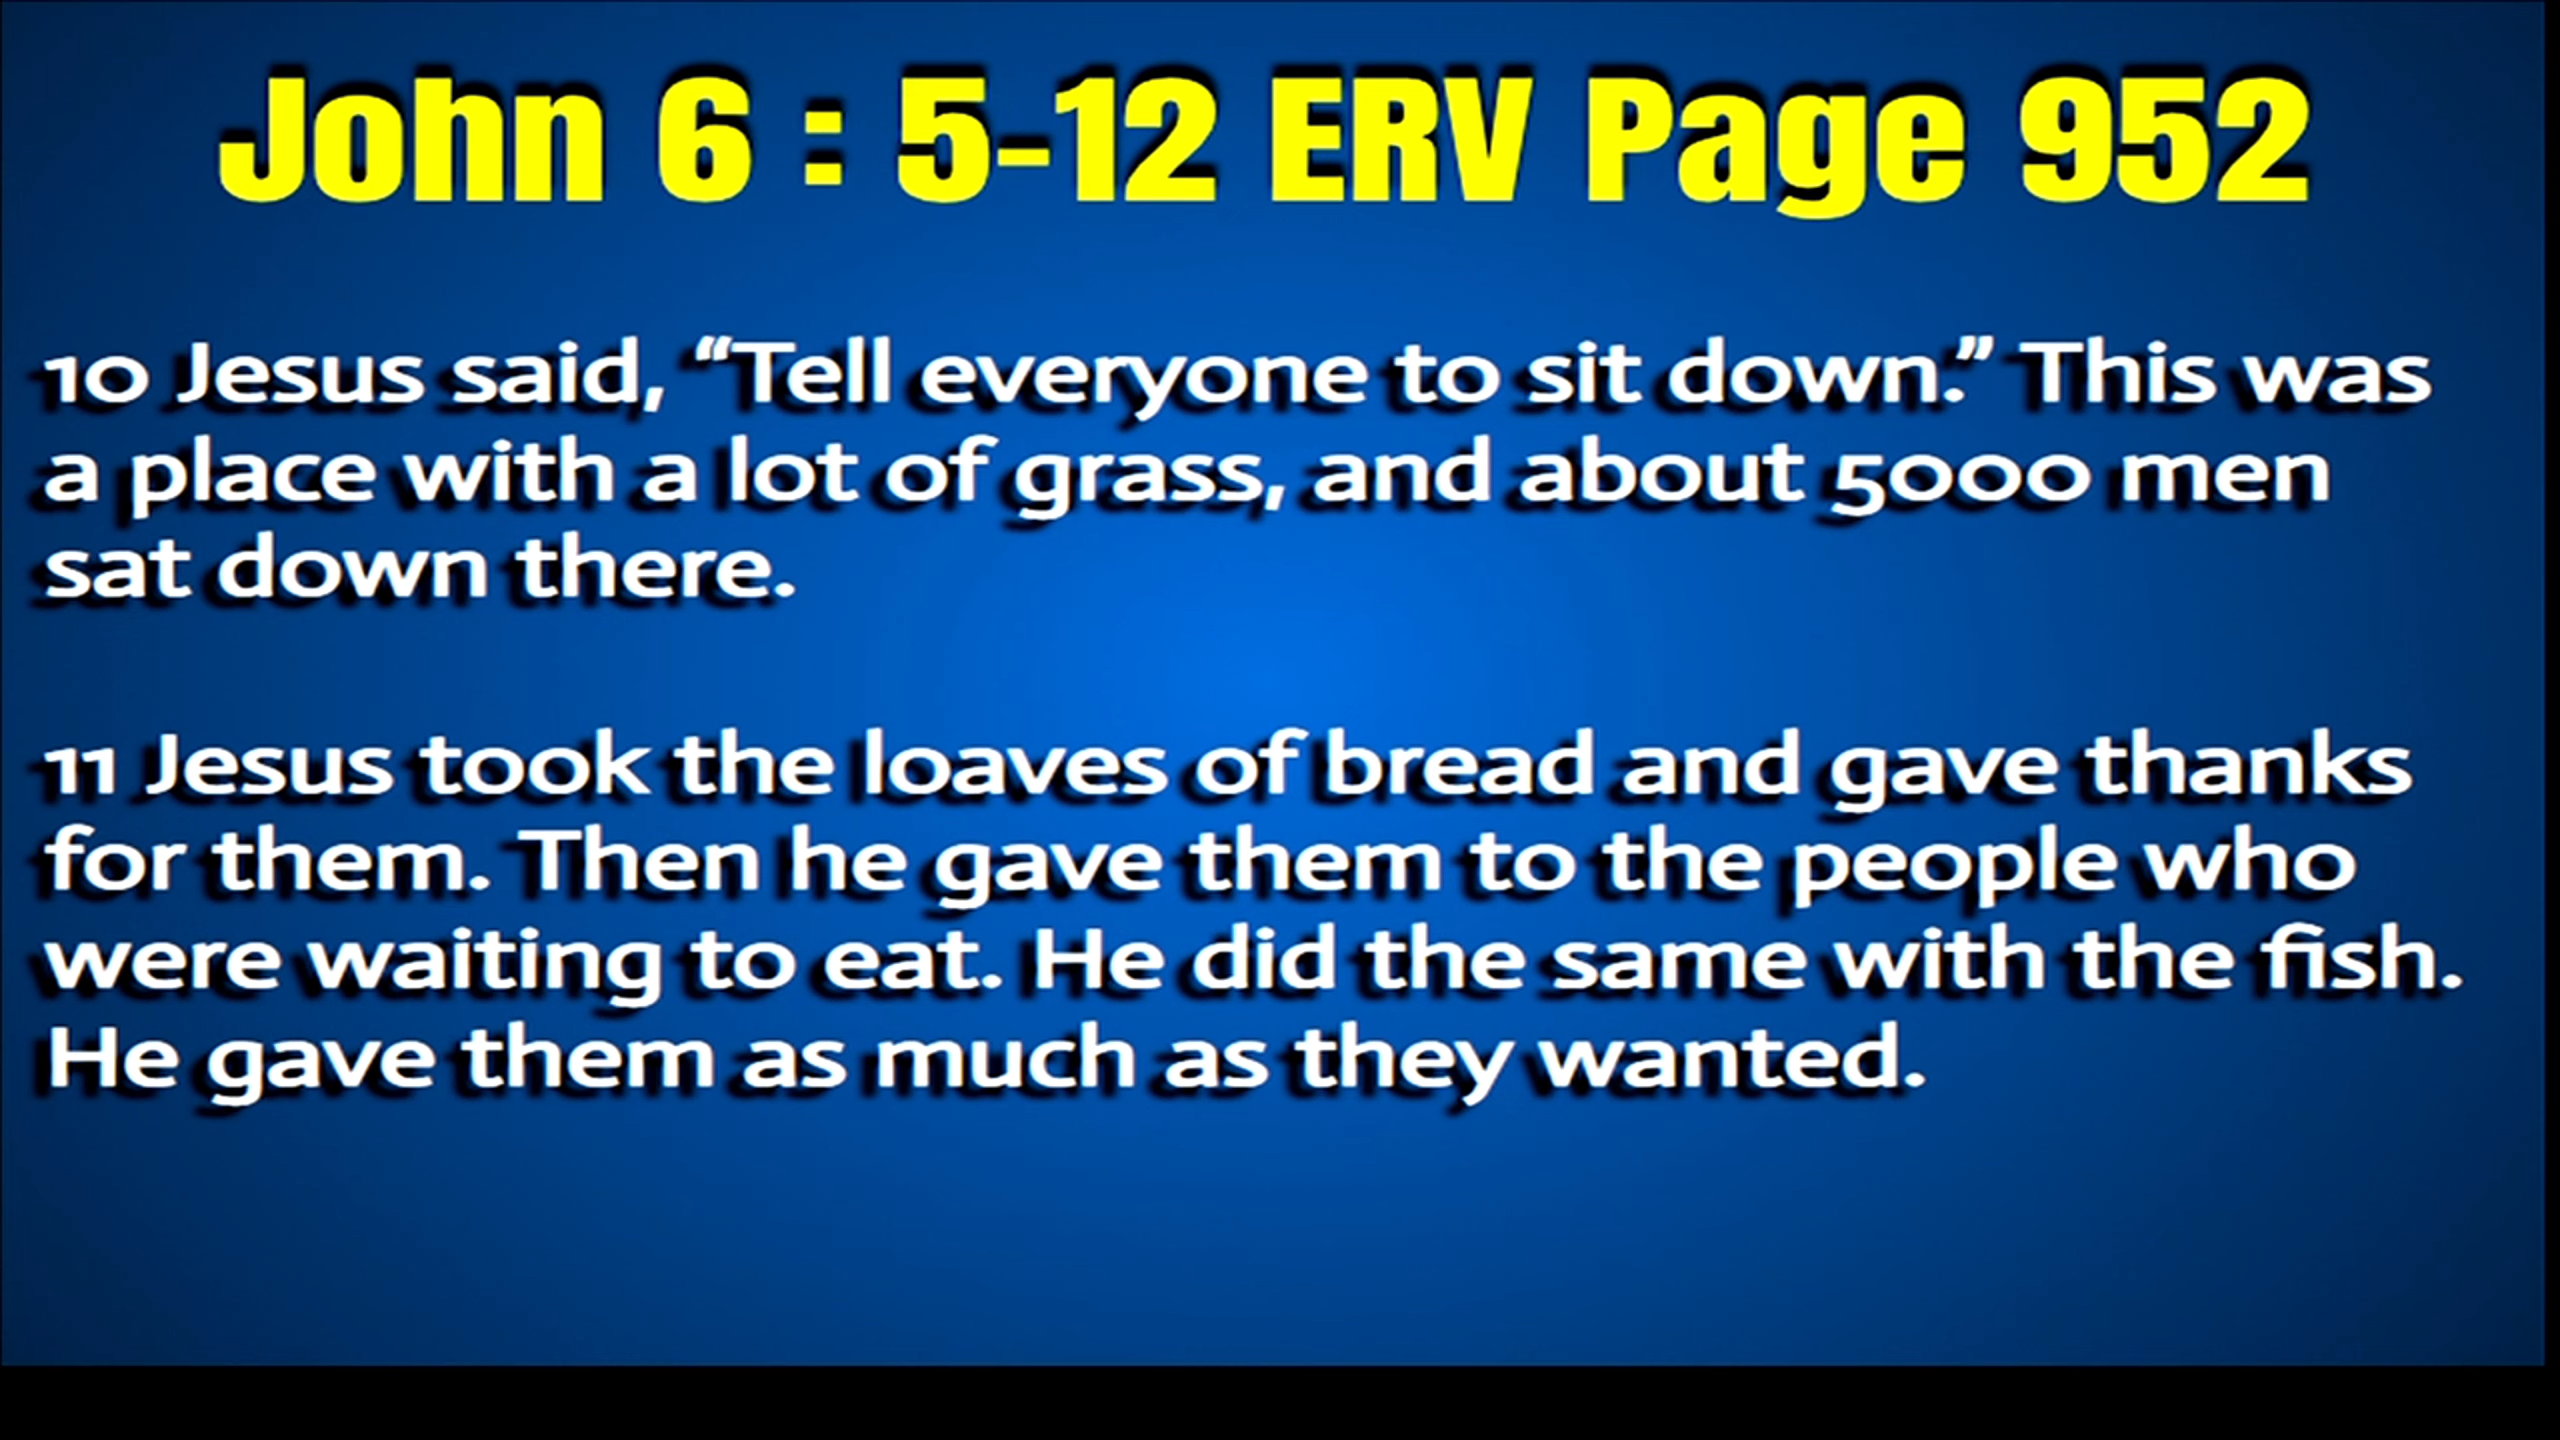 John 6 : 5-12 ERV Page 952
10 Jesus said, “Tell everyone to sit down.” This was
a place with a lot of grass, and about 5000 men
sat down there.
11 Jesus took the loaves of bread and gave thanks
for them. Then he gave them to the people who
were waiting to eat. He did the same with the fish.
He gave them as much as they wanted.